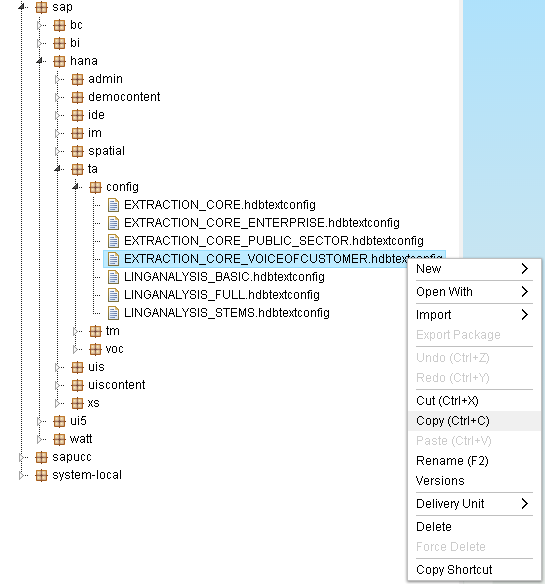 sap
bc
bi
hana
admin
democontent
ide
im
spatial
ta
config
EXTRACTION_CORE.hdbtextconfig
EXTRACTION_CORE_ENTERPRISE.hdbtextconfig
EXTRACTION_CORE_PUBLIC_SECTOR.hdbtextconfig
EXTRACTION_CORE_VOICEOFCUSTOMER.hdbtextconfig
LINGANALYSIS_BASIC.hdbtextconfig
LINGANALYSIS_FULL.hdbtextconfig
LINGANALYSIS_STEMS.hdbtextconfig
tm
voc
uis
uiscontent
xs
ui5
watt
sapucc
system-local
New
Open With
Import
Export Package
Undo (Ctrl+Z)
Redo (Ctrl+Y)
Cut (Ctrl+X)
Copy (Ctrl+C)
Paste (Ctrl+V)
Rename (F2)
Versions
Delivery Unit
Delete
Force Delete
Copy Shortcut